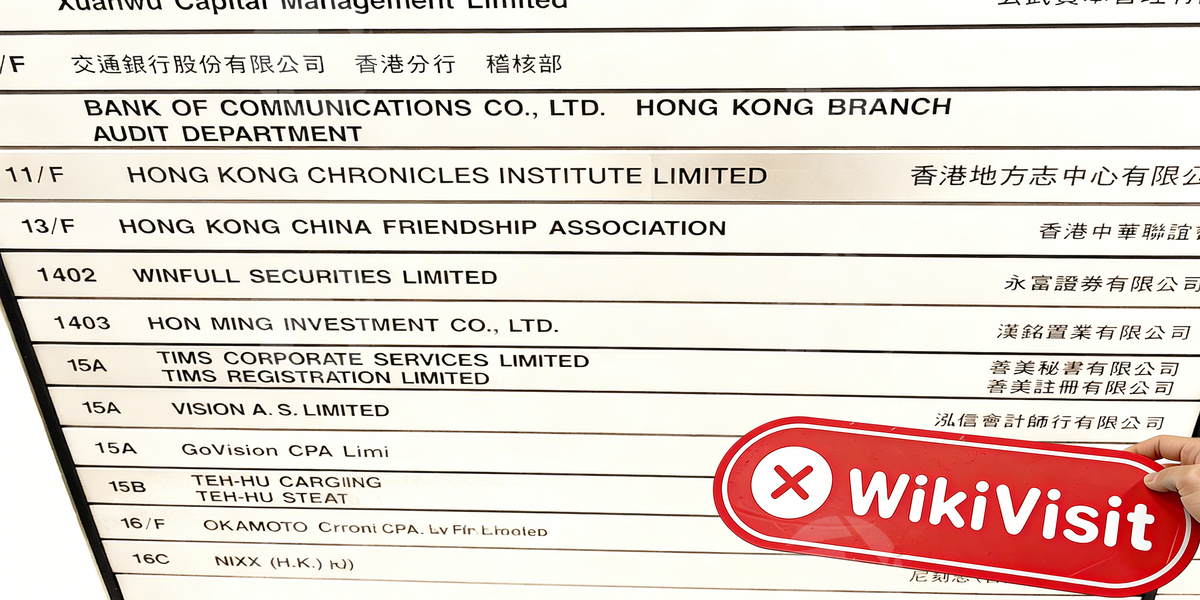 Xuanwu Capital Management Limited
/F 交通銀行股份有限公司 香港分行 稽核部
BANK OF COMMUNICATIONS CO., LTD. HONG KONG BRANCH
AUDIT DEPARTMENT
11/F HONG KONG CHRONICLES INSTITUTE LIMITED 香港地方志中心有限公
13/F HONG KONG CHINA FRIENDSHIP ASSOCIATION 香港中華聯誼
1402 WINFULL SECURITIES LIMITED 永富證券有限公司
1403 HON MING INVESTMENT CO., LTD. 漢銘置業有限公司
15A TIMS CORPORATE SERVICES LIMITED 善美秘書有限公司
TIMS REGISTRATION LIMITED 善美註冊有限公司
15A VISION A. S. LIMITED 泓信會計師行有限公司
15A GoVision CPA Limi
15B TEH-HU CARGIING
TEH-HU STEAT
16/F OKAMOTO CPA.
16C NIXX (H.K.)
WikiVisit